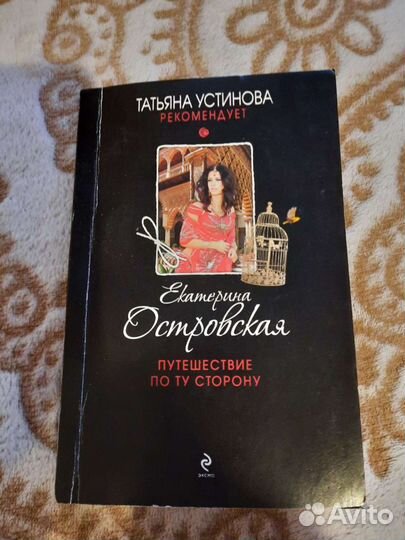 ТАТЬЯНА УСТИНОВА
РЕКОМЕНДУЕТ
Екатерина
Островская
ПУТЕШЕСТВИЕ
ПО ТУ СТОРОНУ
ЭКСМО
Avito